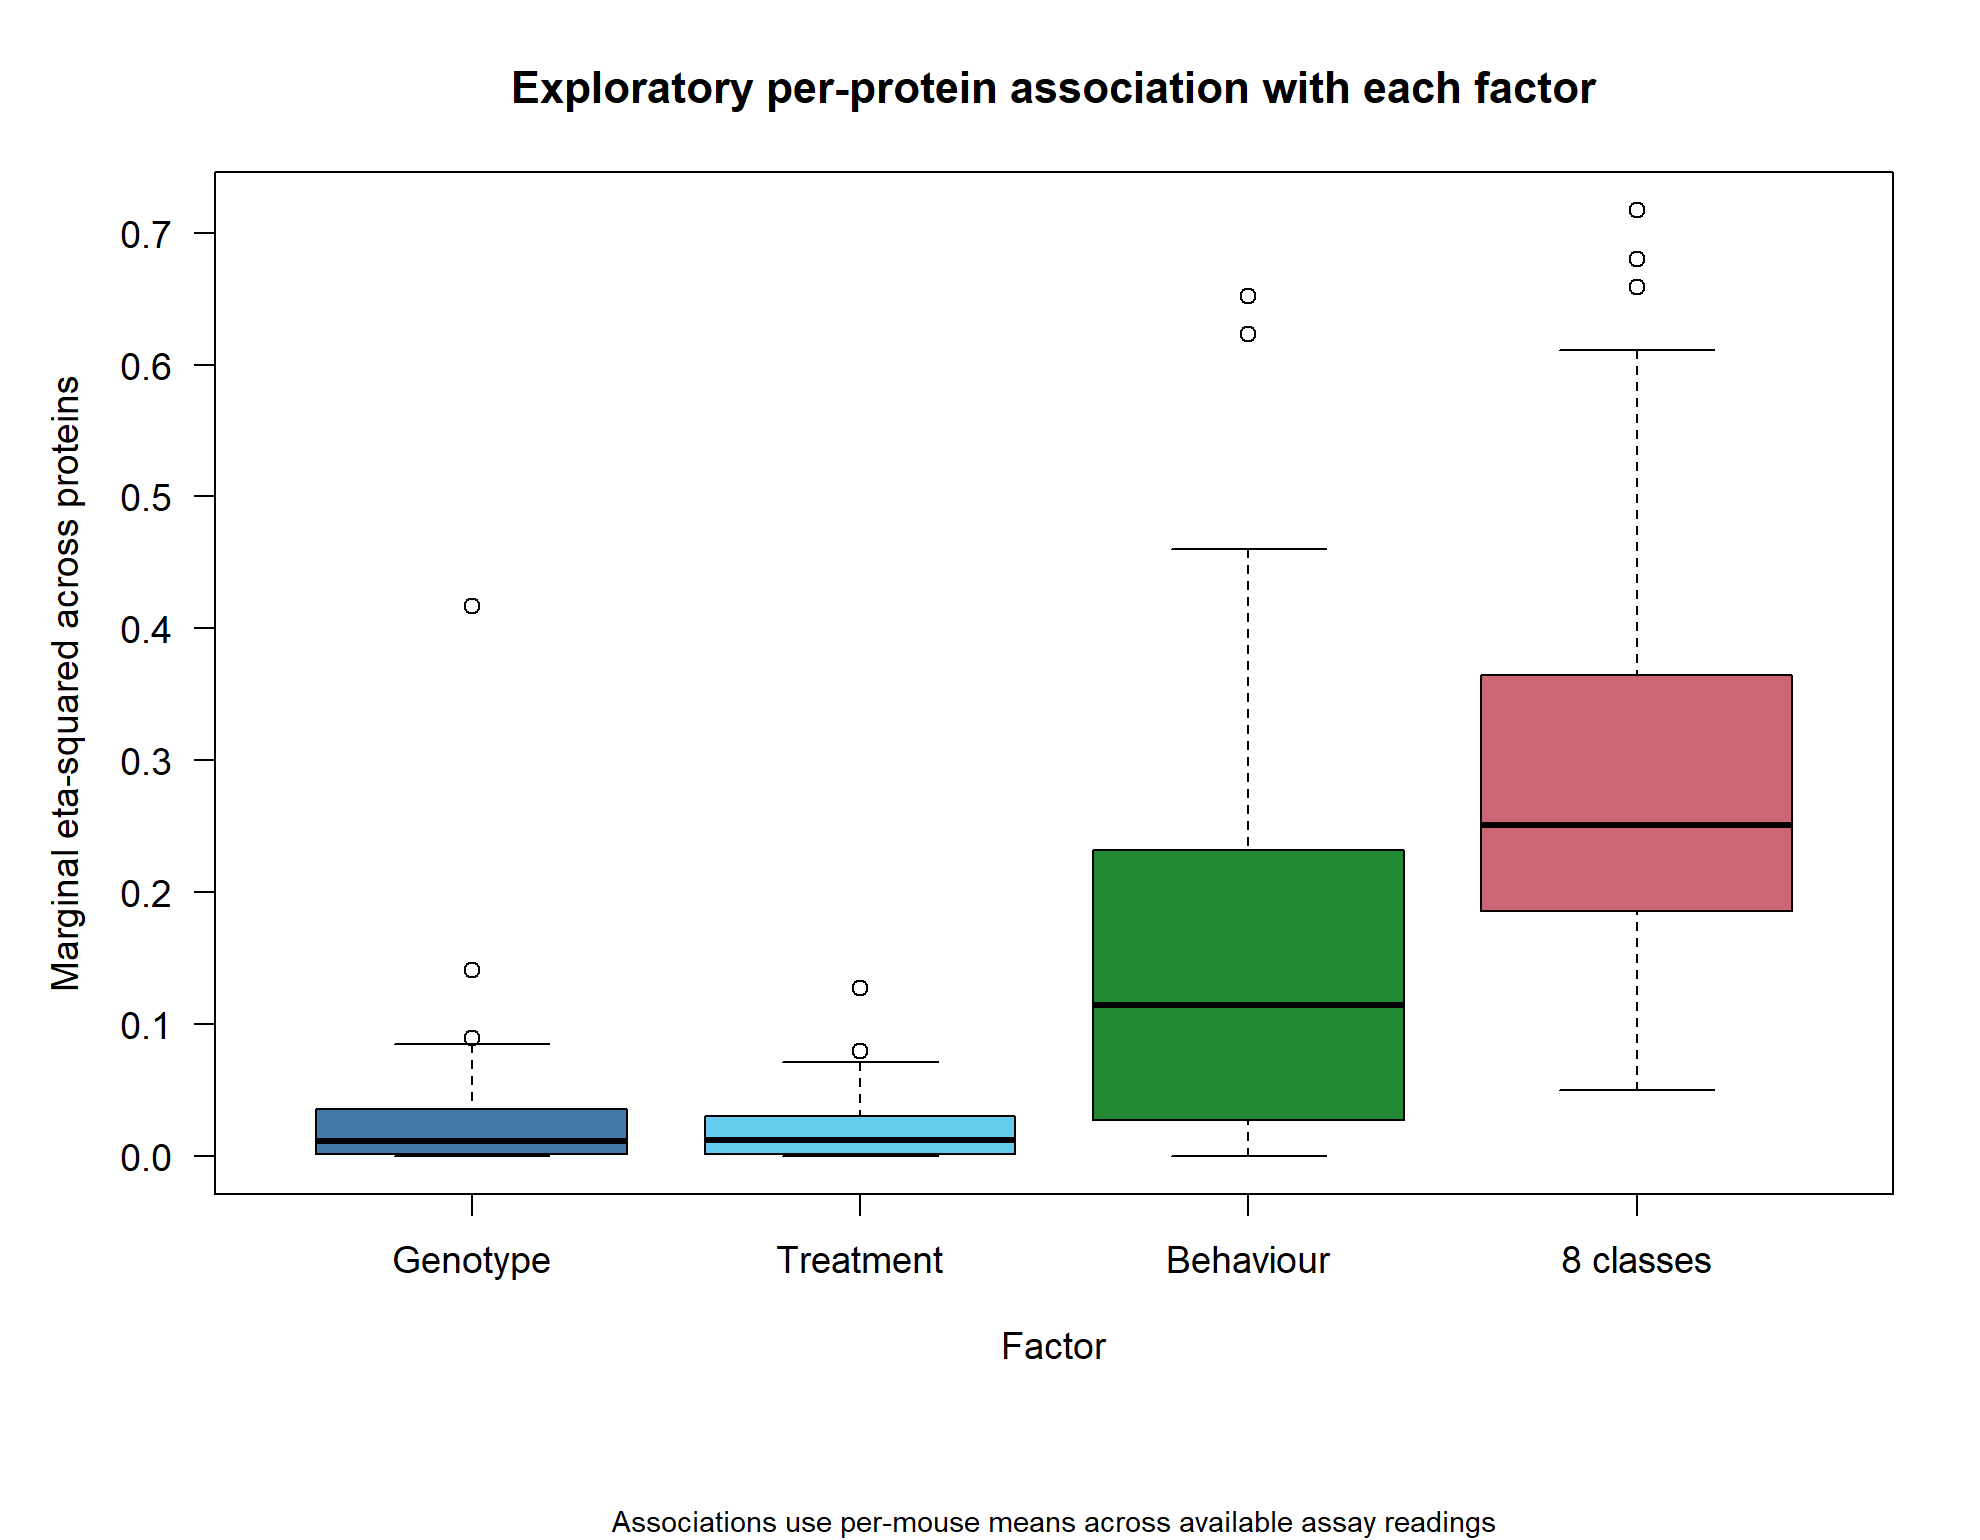 Exploratory per-protein association with each factor
Marginal eta-squared across proteins
0.7
0.6
0.5
0.4
0.3
0.2
0.1
0.0
Genotype
Treatment
Behaviour
8 classes
Factor
Associations use per-mouse means across available assay readings